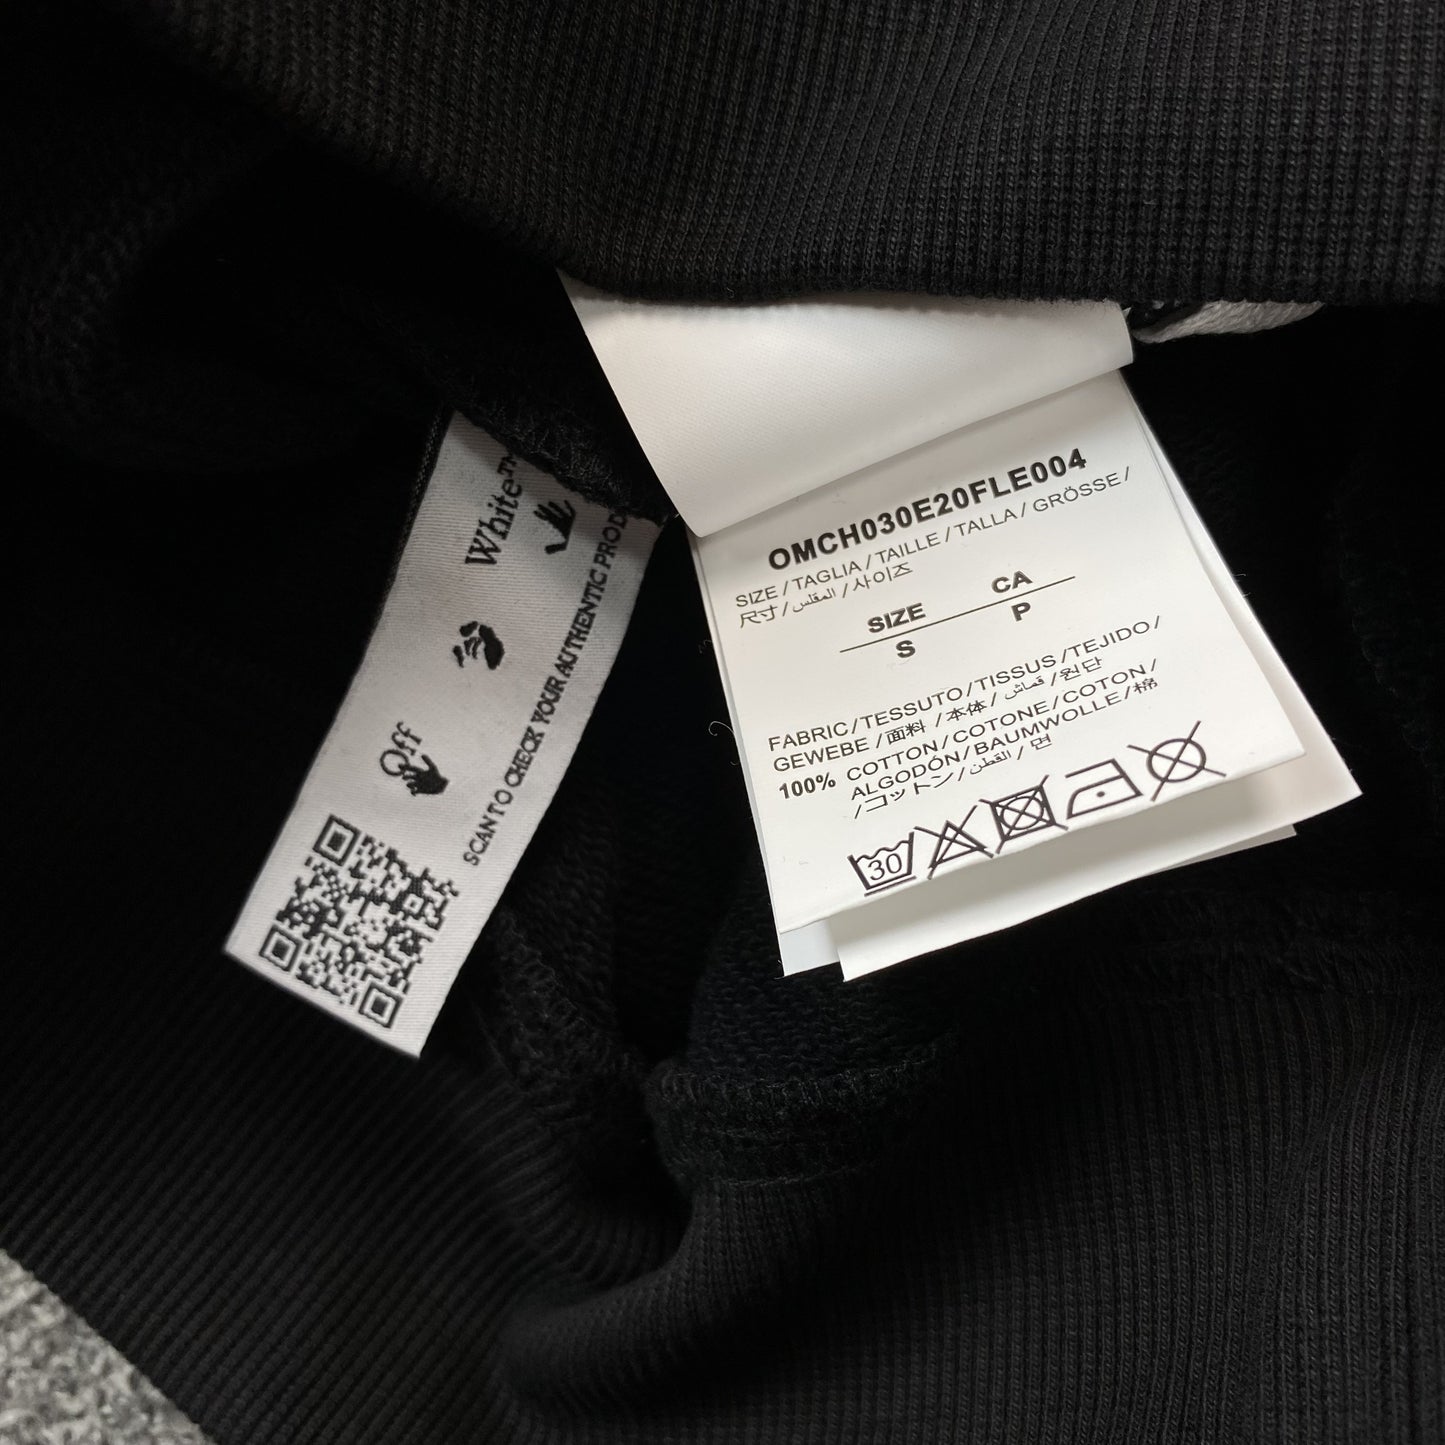 Off White™
SCAN TO CHECK YOUR AUTHENTIC PROD
OMCH030E20FLE004
SIZE / TAGLIA / TAILLE / TALLA / GRÖSSE /
尺寸 / المقلس / 사이즈
SIZE CA
S P
FABRIC / TESSUTO / TISSUS / TEJIDO /
GEWEBE / 面料 / 本体 / قماش / 원단
100% COTTON / COTONE / COTON /
ALGODÓN / BAUMWOLLE / 棉
/ コットン / القطن / 면
30